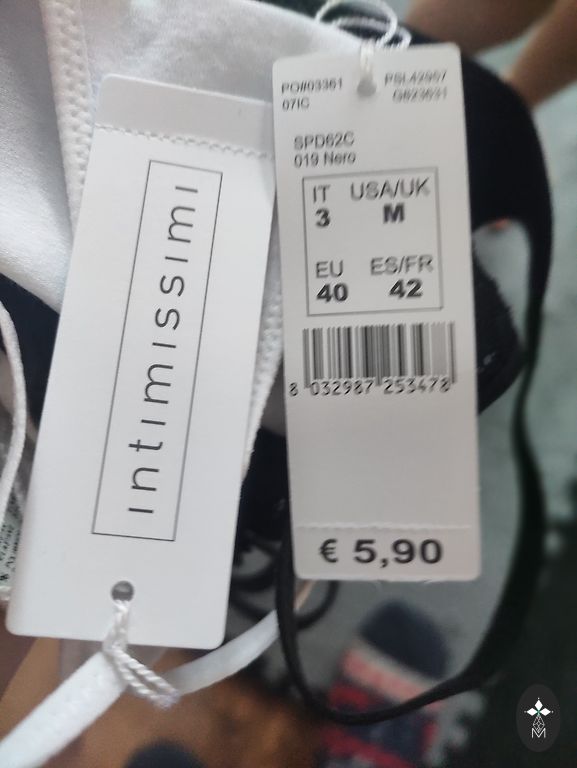 intimissimi
PO#03361
07IC
PSL42957
G823631
SPD62C
019 Nero
IT
3
USA/UK
M
EU
40
ES/FR
42
8 032987 253478
€ 5,90
M